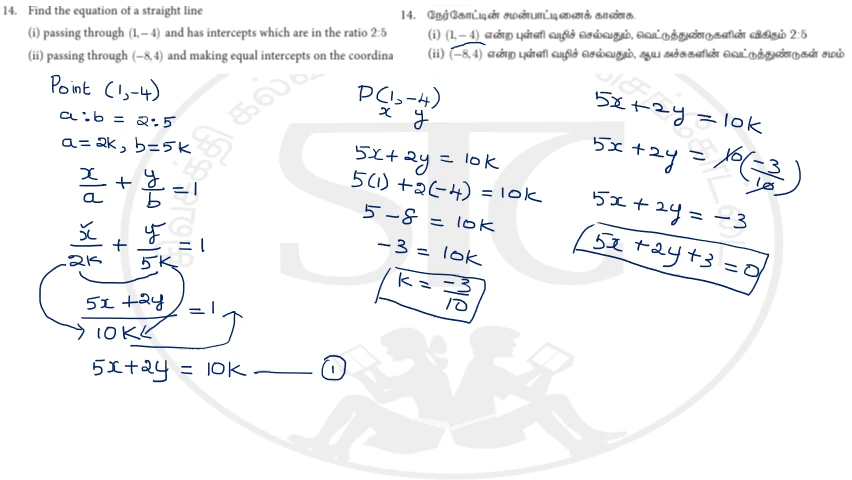 14. Find the equation of a straight line
(i) passing through (1,−4) and has intercepts which are in the ratio 2:5
(ii) passing through (−8,4) and making equal intercepts on the coordina
14. நேர்கோட்டின் சமன்பாட்டினைக் காண்க.
(i) (1,−4) என்ற புள்ளி வழிச் செல்வதும், வெட்டுத்துண்டுகளின் விகிதம் 2:5
(ii) (−8,4) என்ற புள்ளி வழிச் செல்வதும், ஆய அச்சுகளின் வெட்டுத்துண்டுகள் சமம்
Point (1,-4)
a:b = 2:5
a=2k, b=5k
x/a + y/b = 1
x/2k + y/5k = 1
(5x+2y)/10k = 1
5x+2y = 10k —— ①
P(1,-4)
x y
5x+2y = 10k
5(1)+2(-4) = 10k
5-8 = 10k
-3 = 10k
k = -3/10
5x+2y = 10k
5x+2y = 10(-3/10)
5x+2y = -3
5x+2y+3=0
STC